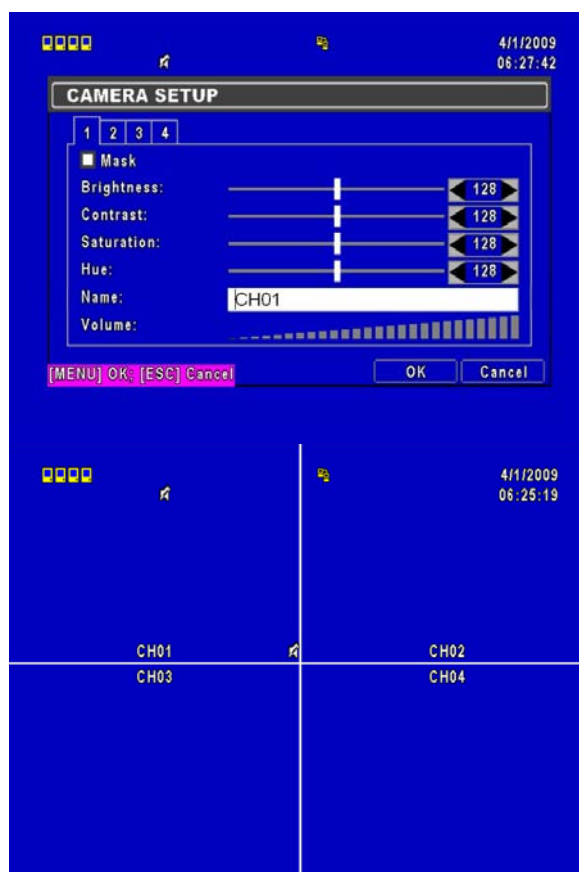 4/1/2009
06:27:42
CAMERA SETUP
1 2 3 4
Mask
Brightness: 128
Contrast: 128
Saturation: 128
Hue: 128
Name: CH01
Volume:
[MENU] OK; [ESC] Cancel OK Cancel
4/1/2009
06:25:19
CH01 CH02
CH03 CH04